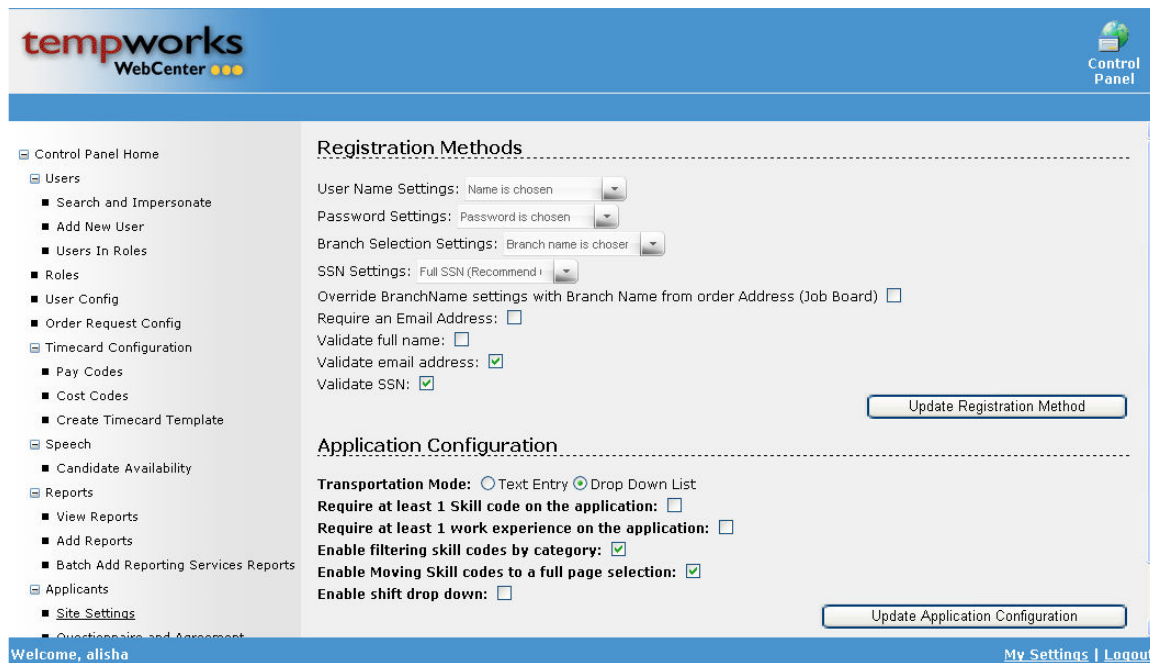 tempworks
WebCenter
Control
Panel
Control Panel Home
Users
Search and Impersonate
Add New User
Users In Roles
Roles
User Config
Order Request Config
Timecard Configuration
Pay Codes
Cost Codes
Create Timecard Template
Speech
Candidate Availability
Reports
View Reports
Add Reports
Batch Add Reporting Services Reports
Applicants
Site Settings
Questionnaire and Agreement
Registration Methods
User Name Settings: Name is chosen
Password Settings: Password is chosen
Branch Selection Settings: Branch name is choser
SSN Settings: Full SSN (Recommend
Override BranchName settings with Branch Name from order Address (Job Board)
Require an Email Address:
Validate full name:
Validate email address:
Validate SSN:
Update Registration Method
Application Configuration
Transportation Mode: Text Entry Drop Down List
Require at least 1 Skill code on the application:
Require at least 1 work experience on the application:
Enable filtering skill codes by category:
Enable Moving Skill codes to a full page selection:
Enable shift drop down:
Update Application Configuration
Welcome, alisha
My Settings | Logout